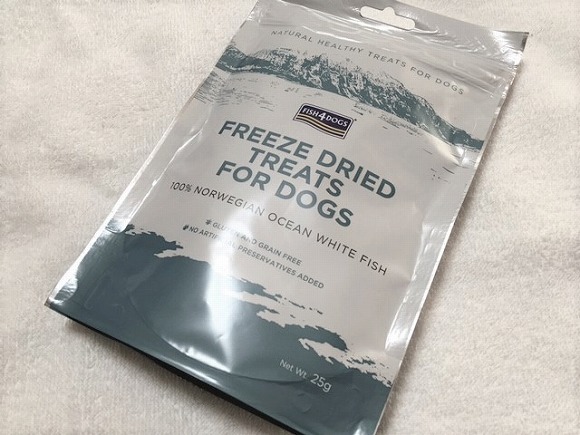 NATURAL HEALTHY TREATS FOR DOGS
FISH4DOGS
FREEZE DRIED
TREATS
FOR DOGS
100% NORWEGIAN OCEAN WHITE FISH
GLUTEN AND GRAIN FREE
NO ARTIFICIAL PRESERVATIVES ADDED
Net Wt. 25g